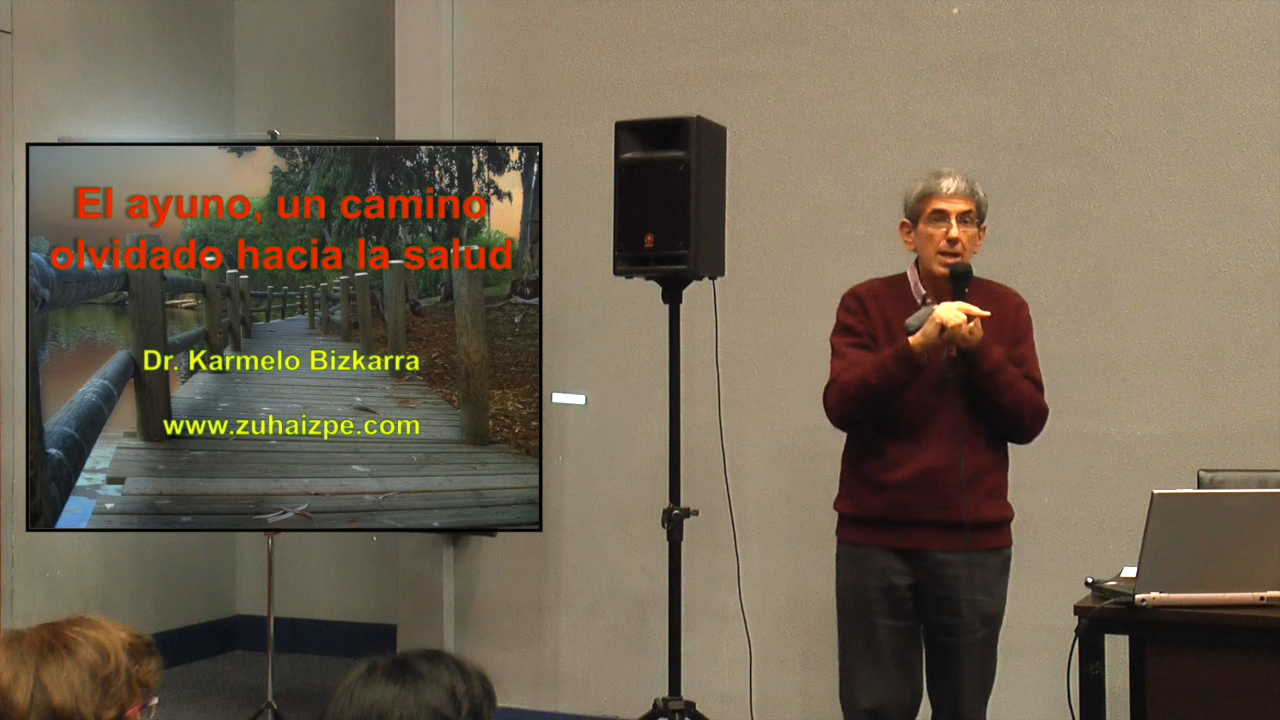 El ayuno, un camino
olvidado hacia la salud
Dr. Karmelo Bizkarra
www.zuhaizpe.com